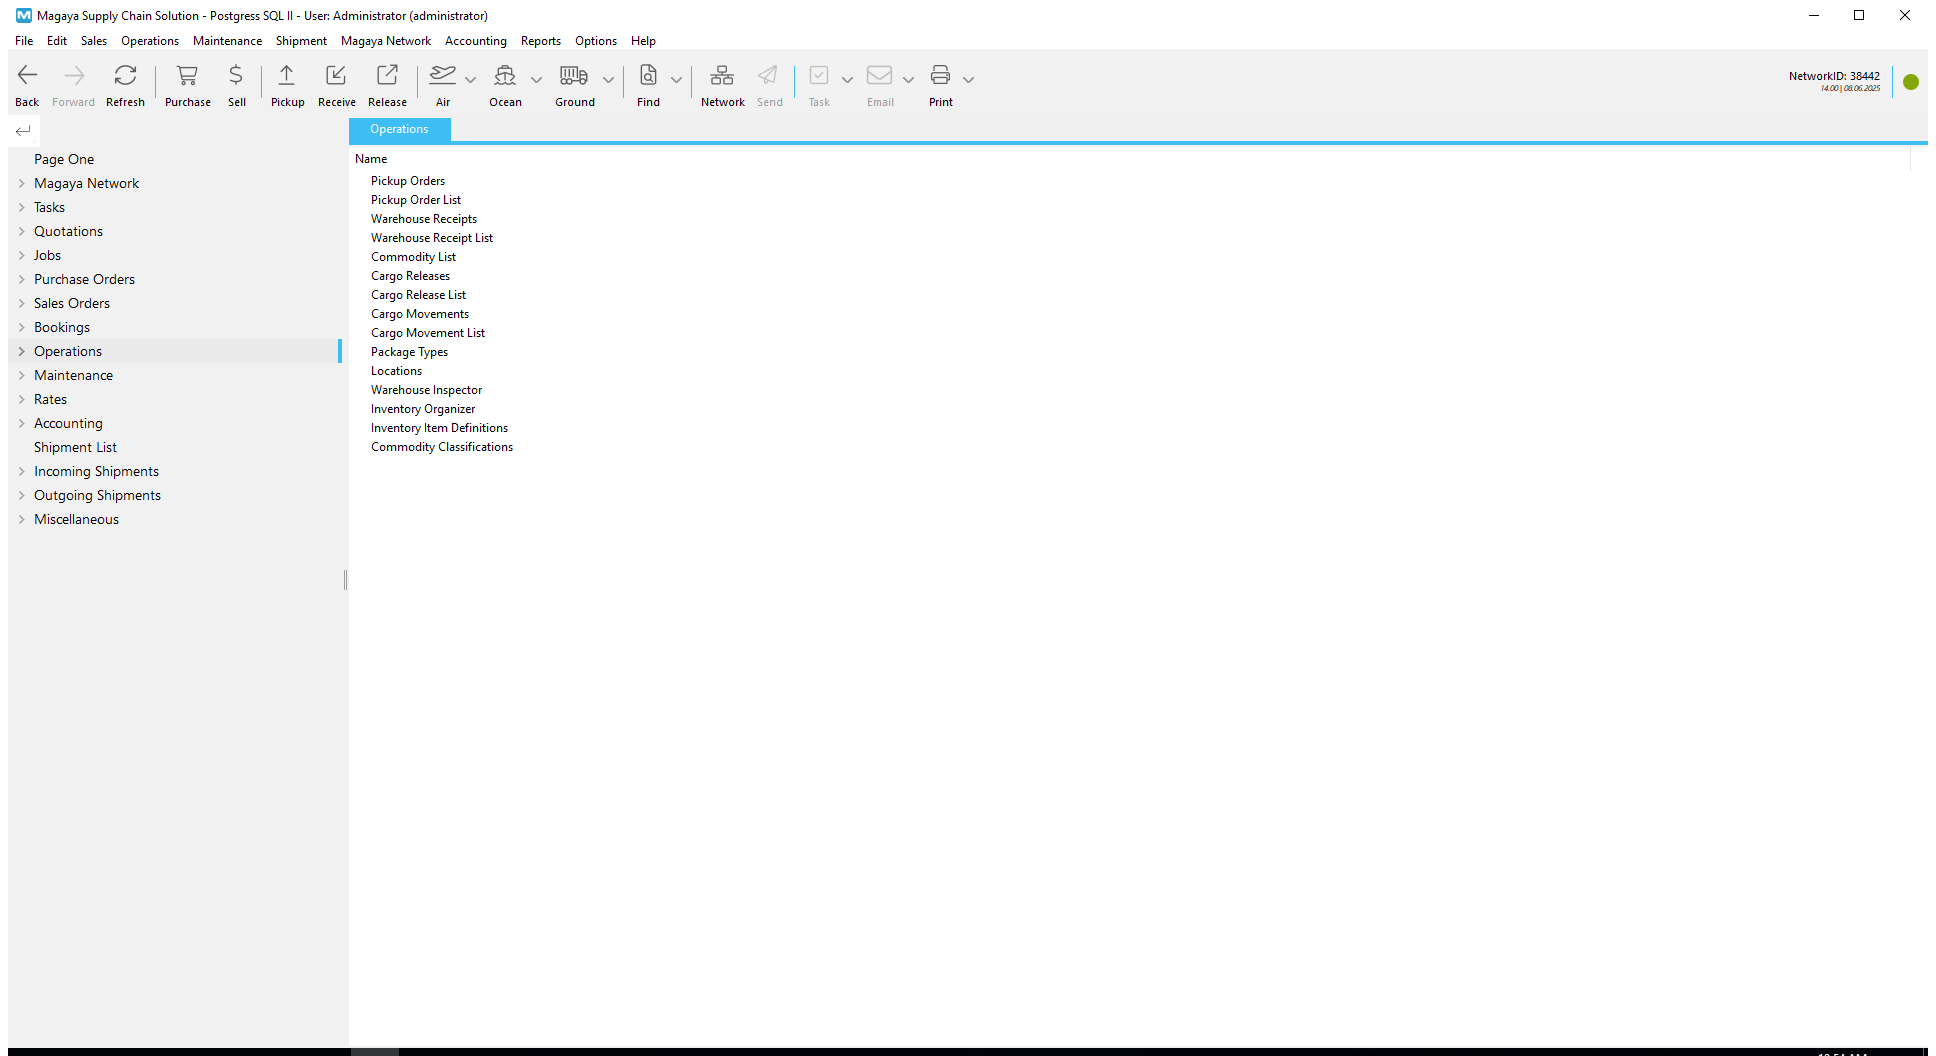 Magaya Supply Chain Solution - Postgress SQL II - User: Administrator (administrator)
File Edit Sales Operations Maintenance Shipment Magaya Network Accounting Reports Options Help
Back Forward Refresh Purchase Sell Pickup Receive Release Air Ocean Ground Find Network Send Task Email Print
NetworkID: 38442
14.00 | 08.06.2025
Page One
Magaya Network
Tasks
Quotations
Jobs
Purchase Orders
Sales Orders
Bookings
Operations
Maintenance
Rates
Accounting
Shipment List
Incoming Shipments
Outgoing Shipments
Miscellaneous
Operations
Name
Pickup Orders
Pickup Order List
Warehouse Receipts
Warehouse Receipt List
Commodity List
Cargo Releases
Cargo Release List
Cargo Movements
Cargo Movement List
Package Types
Locations
Warehouse Inspector
Inventory Organizer
Inventory Item Definitions
Commodity Classifications